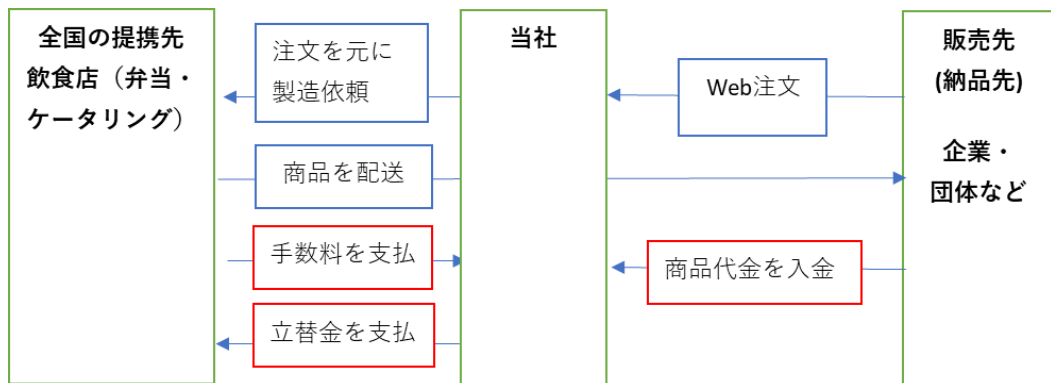 全国の提携先
飲食店（弁当・
ケータリング）
注文を元に
製造依頼
商品を配送
手数料を支払
立替金を支払
当社
Web注文
商品代金を入金
販売先
(納品先)
企業・
団体など